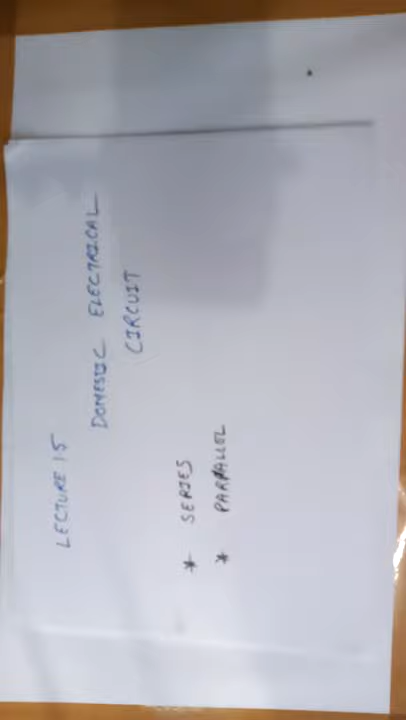 LECTURE 15
DOMESTIC ELECTRICAL
CIRCUIT
* SERIES
* PARALLEL